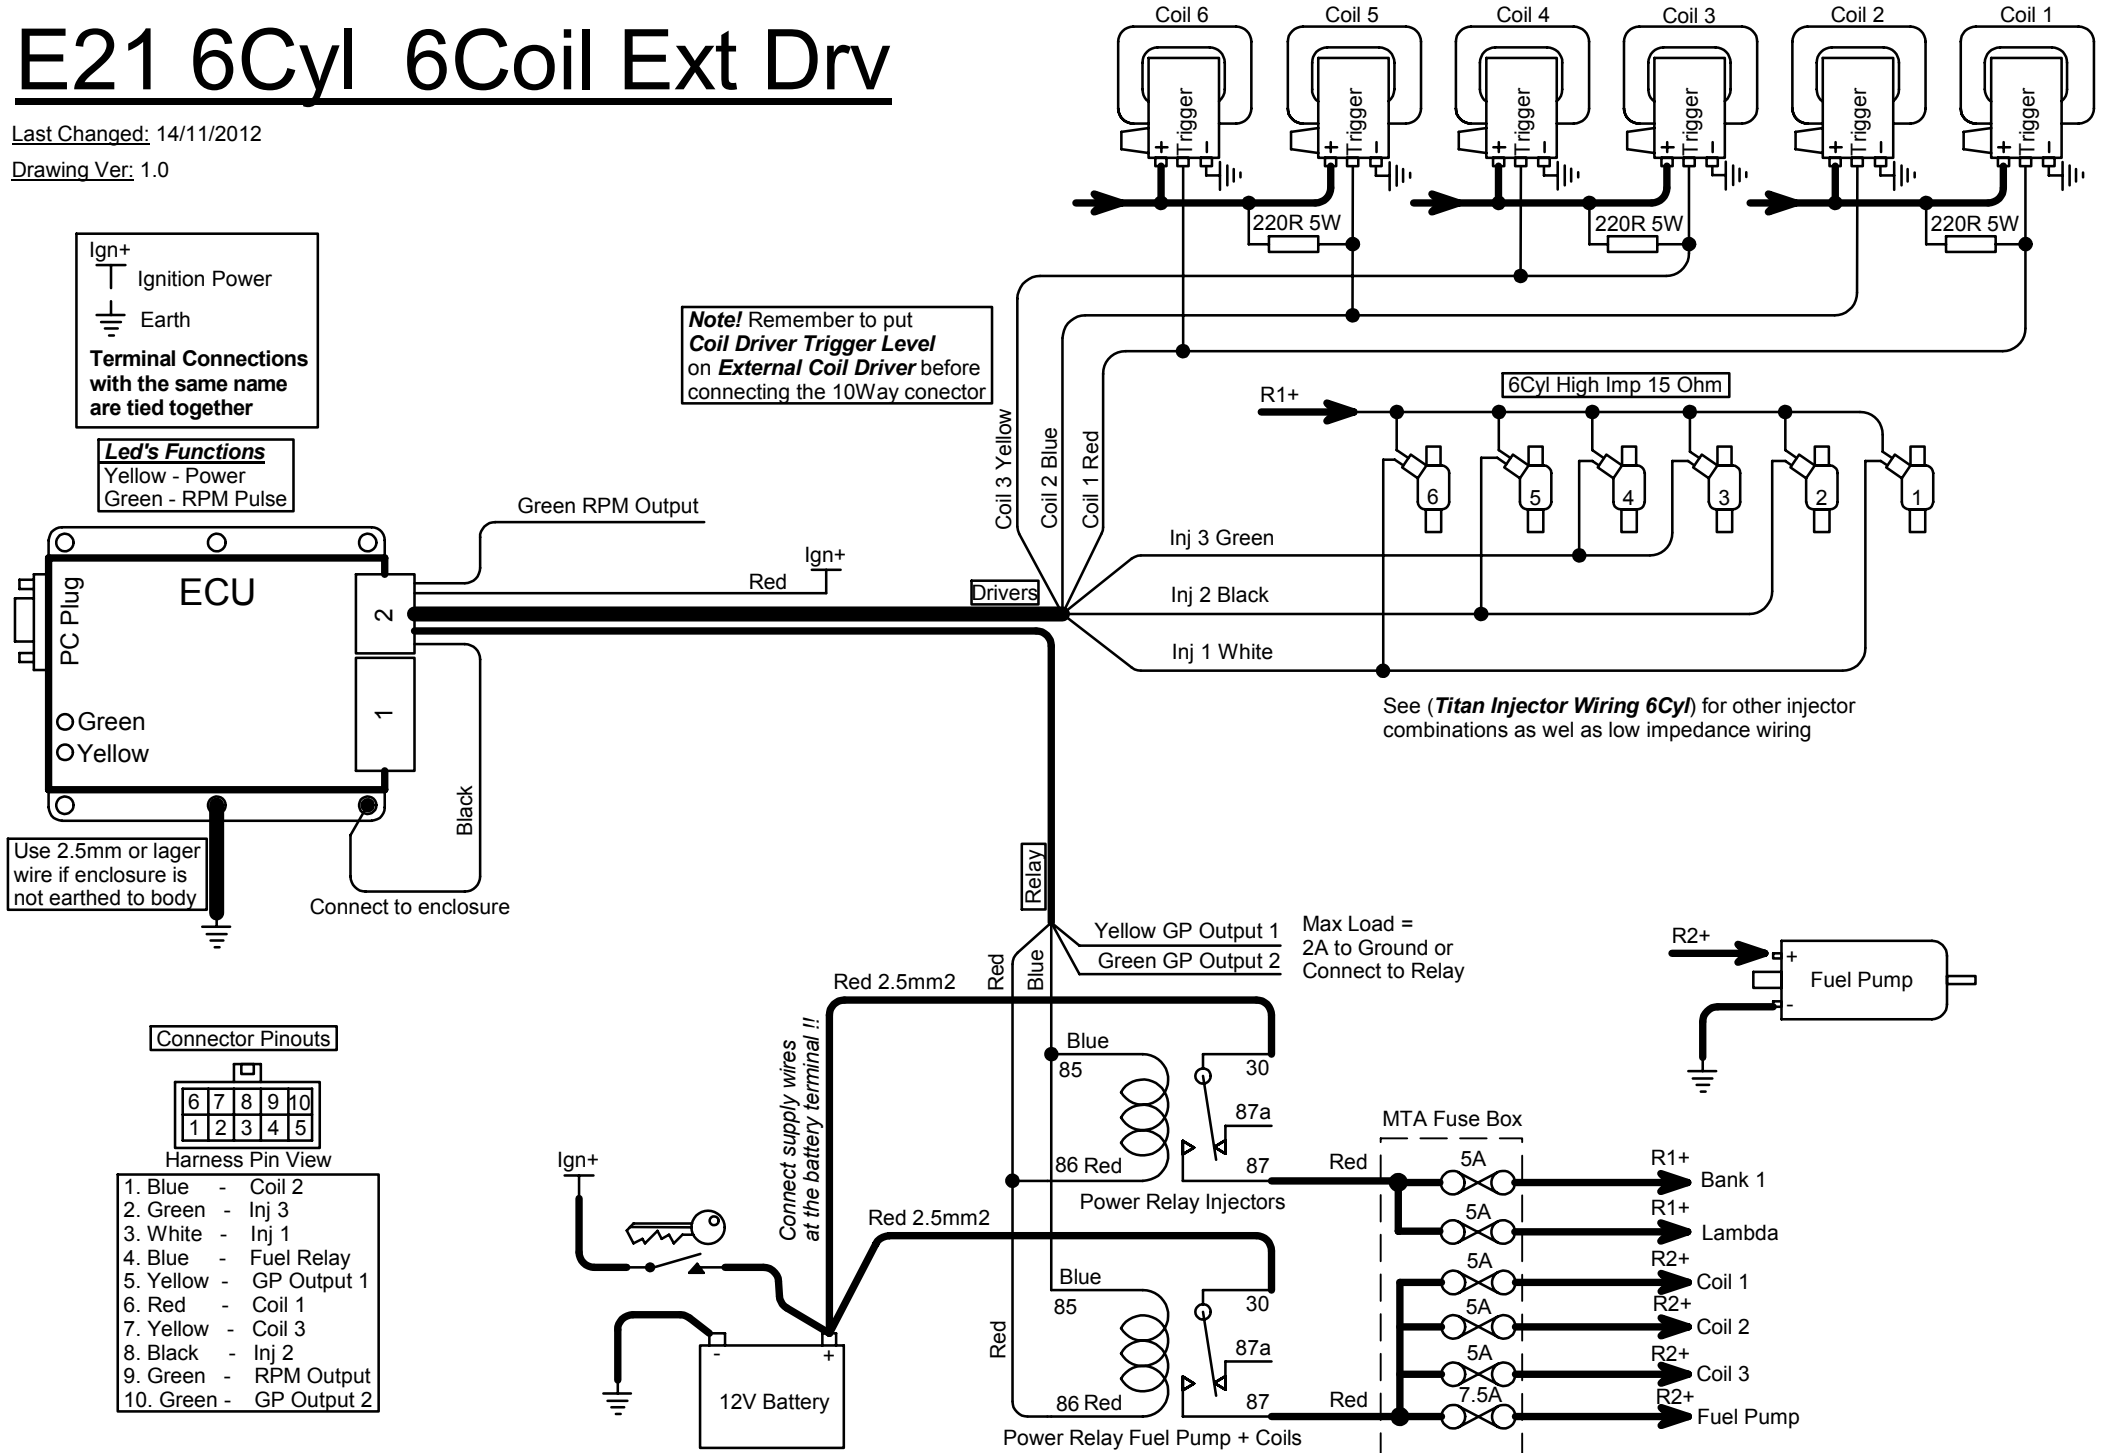 E21 6Cyl 6Coil Ext Drv
Last Changed: 14/11/2012
Drawing Ver: 1.0
Coil 6
Coil 5
Coil 4
Coil 3
Coil 2
Coil 1
+ Trigger -
+ Trigger -
+ Trigger -
+ Trigger -
+ Trigger -
+ Trigger -
220R 5W
220R 5W
220R 5W
Ign+
Ignition Power
Earth
Terminal Connections
with the same name
are tied together
Led's Functions
Yellow - Power
Green - RPM Pulse
Note! Remember to put
Coil Driver Trigger Level
on External Coil Driver before
connecting the 10Way conector
Coil 3 Yellow
Coil 2 Blue
Coil 1 Red
R1+
6Cyl High Imp 15 Ohm
6
5
4
3
2
1
Inj 3 Green
Inj 2 Black
Inj 1 White
See (Titan Injector Wiring 6Cyl) for other injector
combinations as wel as low impedance wiring
Green RPM Output
Ign+
Red
Drivers
ECU
PC Plug
2
1
Green
Yellow
Black
Use 2.5mm or lager
wire if enclosure is
not earthed to body
Connect to enclosure
Relay
Yellow GP Output 1
Green GP Output 2
Max Load =
2A to Ground or
Connect to Relay
Red
Blue
R2+
+
-
Fuel Pump
Red 2.5mm2
Connect supply wires
at the battery terminal !!
Blue
85
30
87a
86 Red
87
Power Relay Injectors
Red
Red 2.5mm2
Blue
85
30
87a
86 Red
87
Red
Power Relay Fuel Pump + Coils
Red
MTA Fuse Box
5A
R1+
Bank 1
5A
R1+
Lambda
5A
R2+
Coil 1
5A
R2+
Coil 2
5A
R2+
Coil 3
7.5A
R2+
Fuel Pump
Ign+
- +
12V Battery
Connector Pinouts
6 7 8 9 10
1 2 3 4 5
Harness Pin View
1. Blue - Coil 2
2. Green - Inj 3
3. White - Inj 1
4. Blue - Fuel Relay
5. Yellow - GP Output 1
6. Red - Coil 1
7. Yellow - Coil 3
8. Black - Inj 2
9. Green - RPM Output
10. Green - GP Output 2